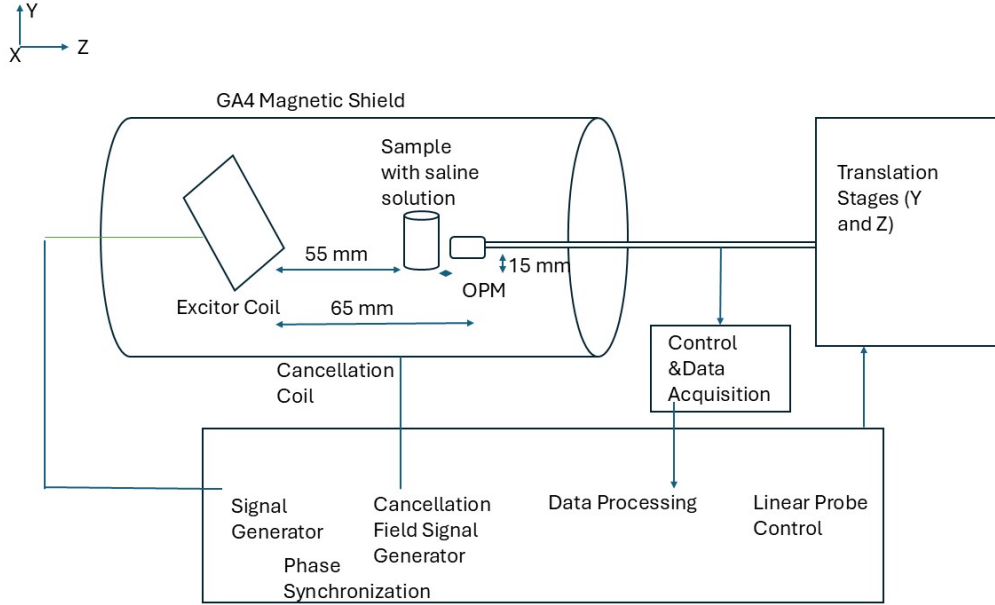 Y
X
Z
GA4 Magnetic Shield
Sample
with saline
solution
Translation
Stages (Y
and Z)
55 mm
15 mm
OPM
Excitor Coil
65 mm
Control
&Data
Acquisition
Cancellation
Coil
Signal
Generator
Cancellation
Field Signal
Generator
Data Processing
Linear Probe
Control
Phase
Synchronization